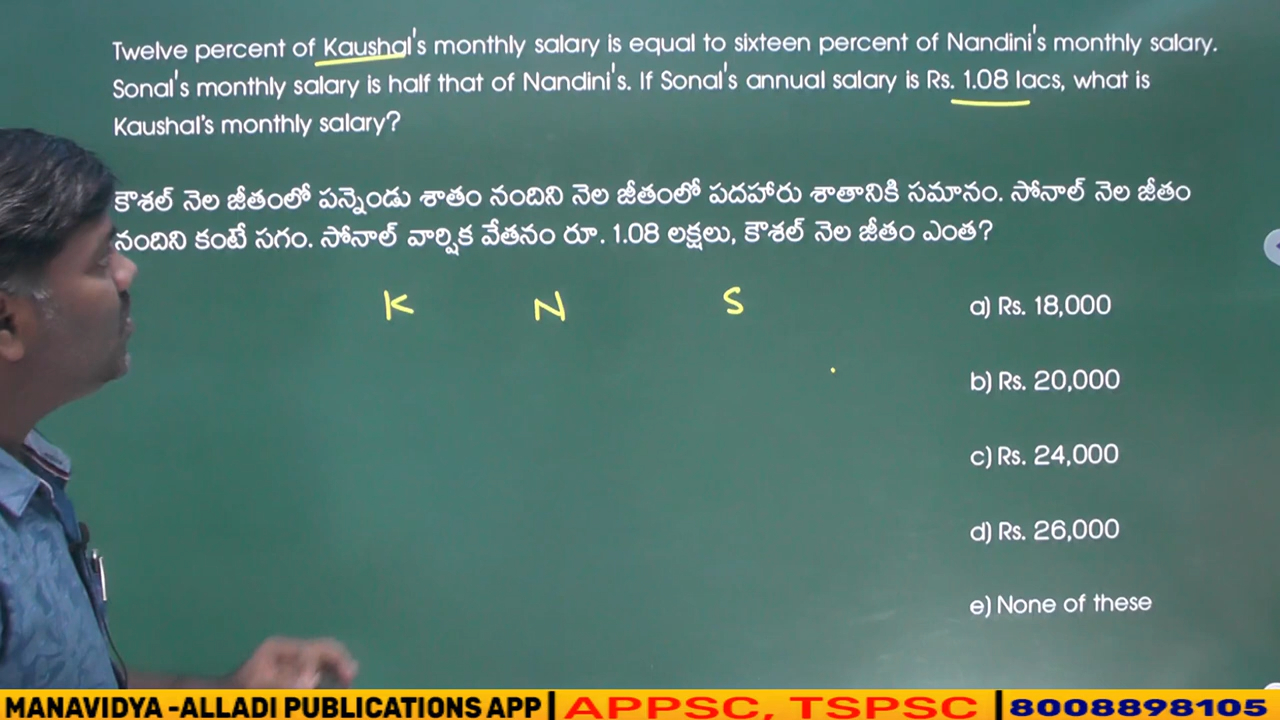 Twelve percent of Kaushal's monthly salary is equal to sixteen percent of Nandini's monthly salary.
Sonal's monthly salary is half that of Nandini's. If Sonal's annual salary is Rs. 1.08 lacs, what is
Kaushal's monthly salary?
కౌశల్ నెల జీతంలో పన్నెండు శాతం నందిని నెల జీతంలో పదహారు శాతానికి సమానం. సోనాల్ నెల జీతం
నందిని కంటే సగం. సోనాల్ వార్షిక వేతనం రూ. 1.08 లక్షలు, కౌశల్ నెల జీతం ఎంత?
K N S
a) Rs. 18,000
b) Rs. 20,000
c) Rs. 24,000
d) Rs. 26,000
e) None of these
MANAVIDYA -ALLADI PUBLICATIONS APP | APPSC, TSPSC | 8008898105